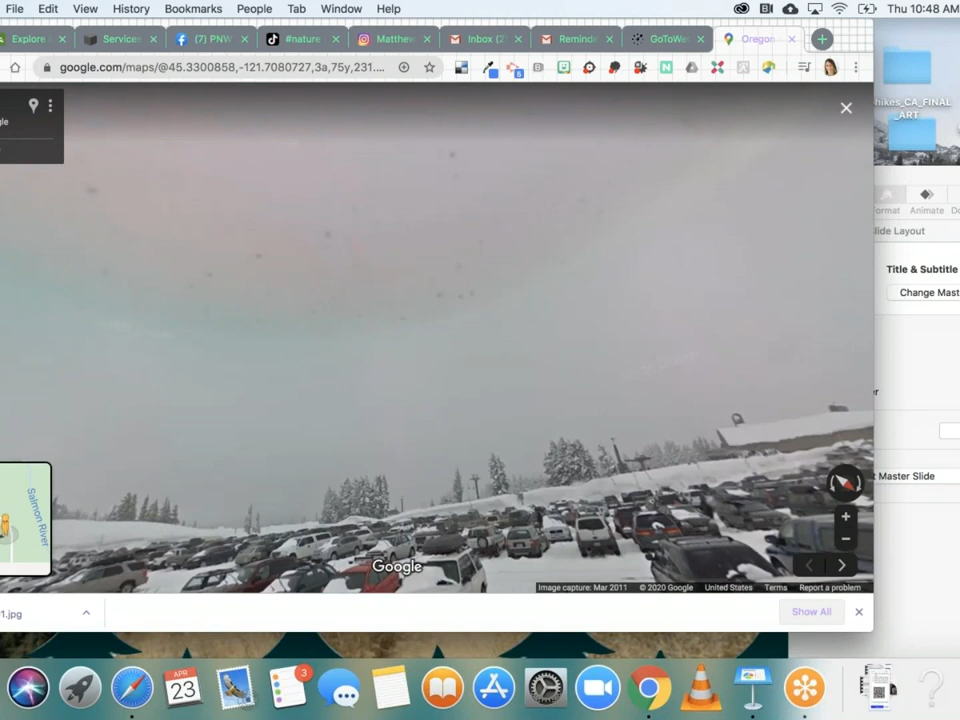 File Edit View History Bookmarks People Tab Window Help Thu 10:48 AM
Explore Services (7) PNW #nature Matthew Inbox (2 Remind GoToWe Oregon
google.com/maps/@45.3300858,-121.7080727,3a,75y,231....
gle
hikes_CA_FINAL
_ART
ormat Animate Do
lide Layout
Title & Subtitle
Change Mast
er
t Master Slide
Salmon River
Google
Image capture: Mar 2011 © 2020 Google United States Terms Report a problem
1.jpg Show All
APR
23
3